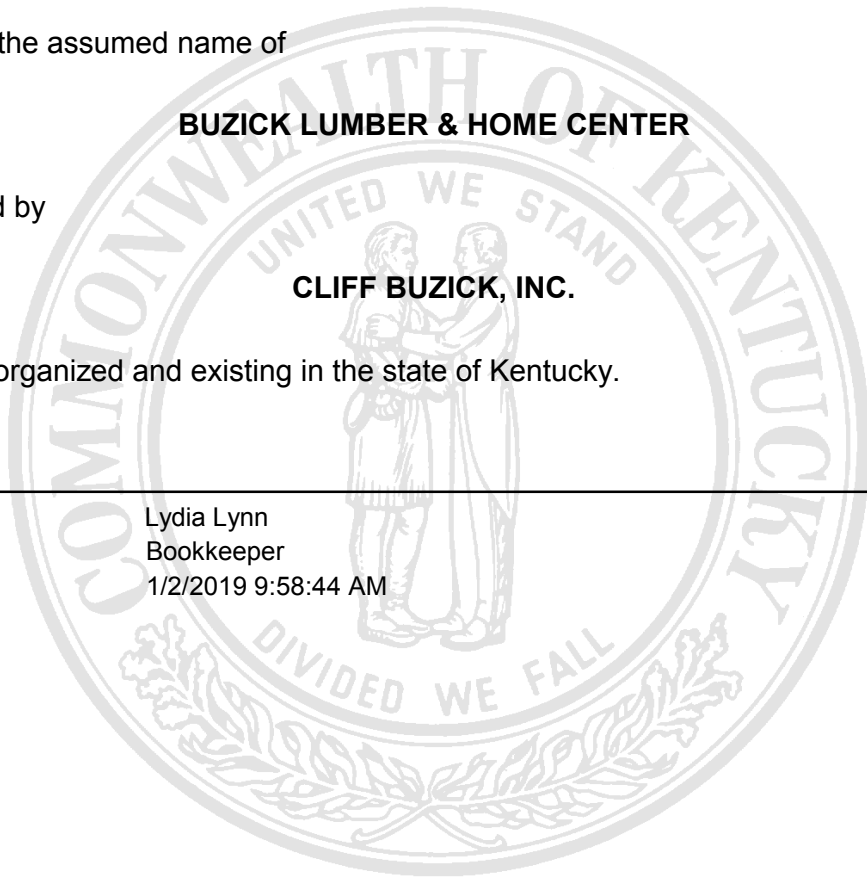 the assumed name of
BUZICK LUMBER & HOME CENTER
d by
CLIFF BUZICK, INC.
organized and existing in the state of Kentucky.
Lydia Lynn
Bookkeeper
1/2/2019 9:58:44 AM
COMMONWEALTH OF KENTUCKY
UNITED WE STAND
DIVIDED WE FALL